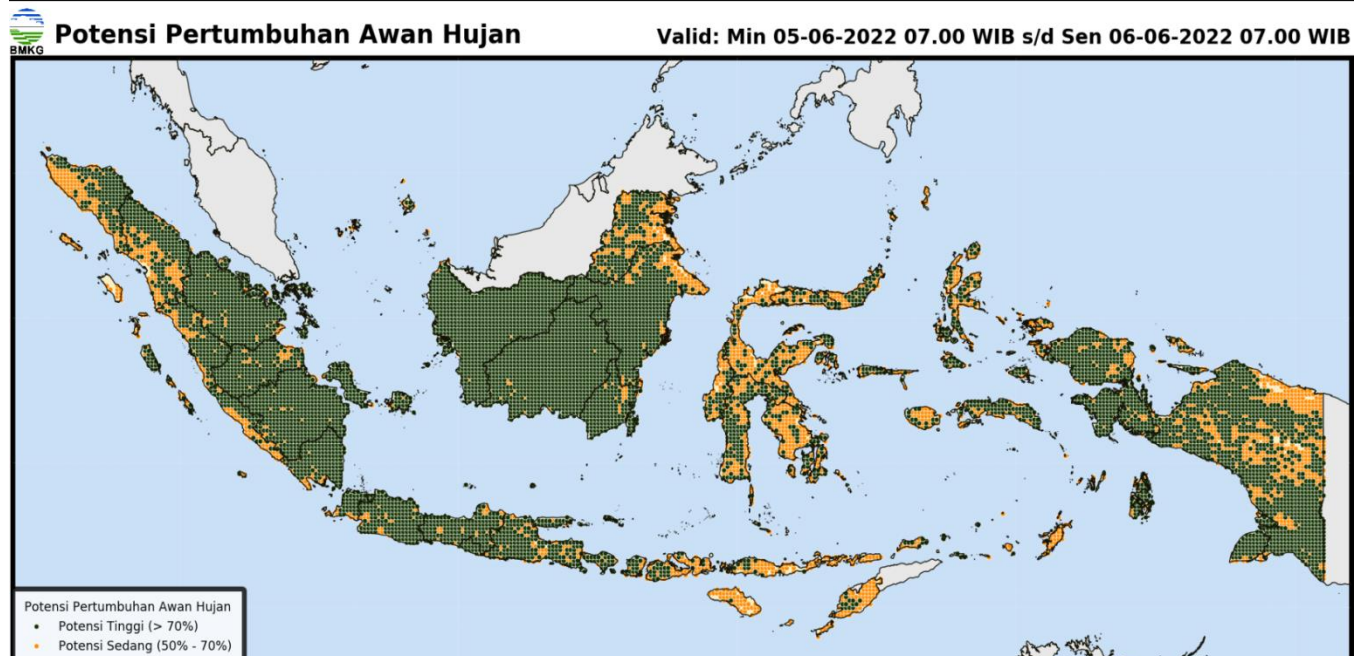 BMKG
Potensi Pertumbuhan Awan Hujan
Valid: Min 05-06-2022 07.00 WIB s/d Sen 06-06-2022 07.00 WIB
Potensi Pertumbuhan Awan Hujan
Potensi Tinggi (> 70%)
Potensi Sedang (50% - 70%)